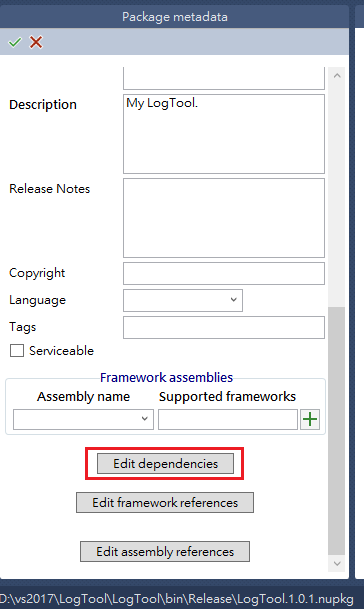 Package metadata
Description
My LogTool.
Release Notes
Copyright
Language
Tags
Serviceable
Framework assemblies
Assembly name Supported frameworks
Edit dependencies
Edit framework references
Edit assembly references
D:\vs2017\LogTool\LogTool\bin\Release\LogTool.1.0.1.nupkg